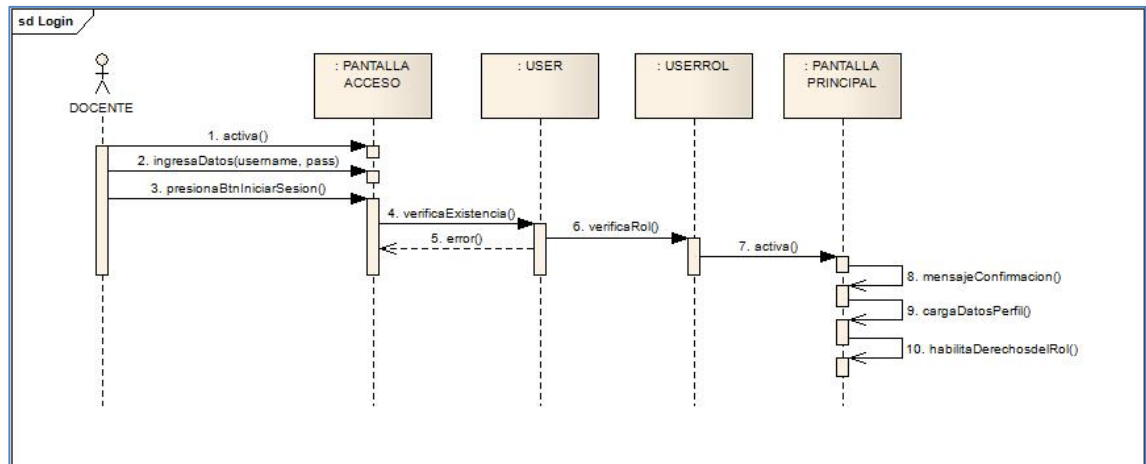 sd Login
: PANTALLA
ACCESO
: USER
: USERROL
: PANTALLA
PRINCIPAL
DOCENTE
1. activa()
2. ingresaDatos(username, pass)
3. presionaBtnIniciarSesion()
4. verificaExistencia()
5. error()
6. verificaRol()
7. activa()
8. mensajeConfirmacion()
9. cargaDatosPerfil()
10. habilitaDerechosdelRol()